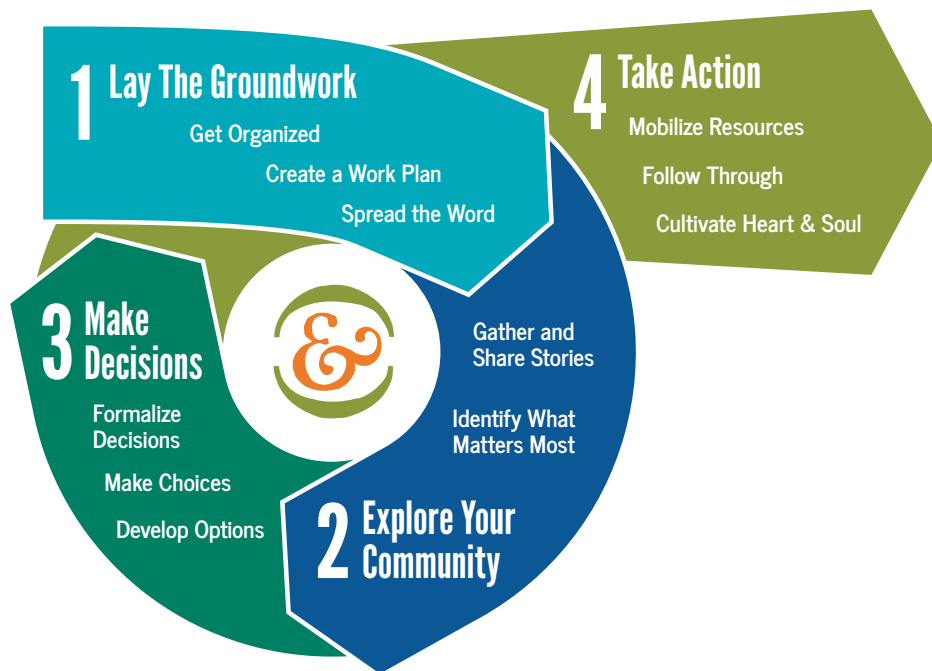 1 Lay The Groundwork
Get Organized
Create a Work Plan
Spread the Word
4 Take Action
Mobilize Resources
Follow Through
Cultivate Heart & Soul
Gather and
Share Stories
Identify What
Matters Most
2 Explore Your
Community
3 Make
Decisions
Formalize
Decisions
Make Choices
Develop Options
&